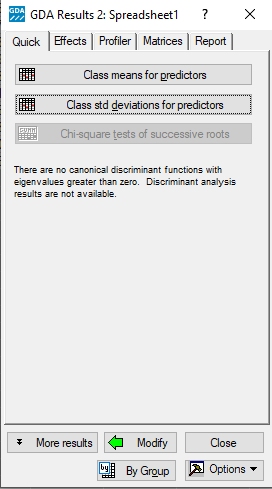 GDA Results 2: Spreadsheet1 ?
Quick Effects Profiler Matrices Report
Class means for predictors
Class std deviations for predictors
Chi-square tests of successive roots
There are no canonical discriminant functions with
eigenvalues greater than zero. Discriminant analysis
results are not available.
More results Modify Close
By Group Options